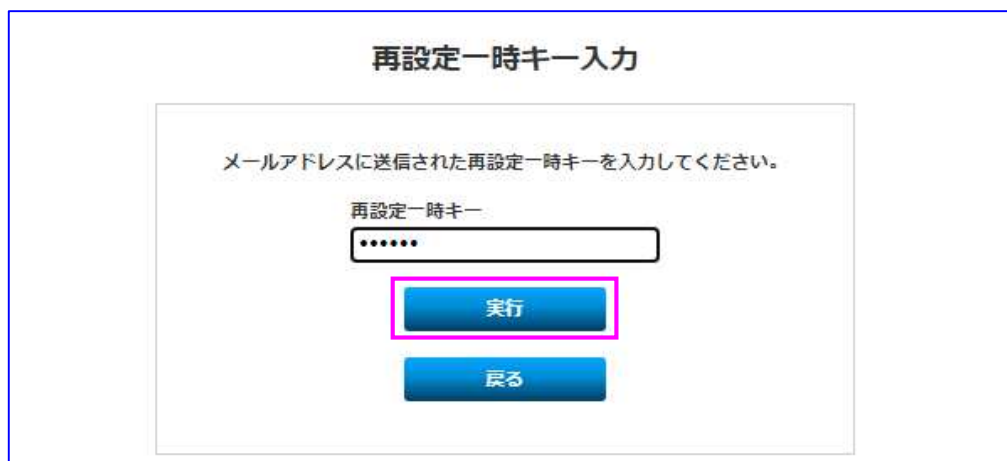 再設定一時キー入力
メールアドレスに送信された再設定一時キーを入力してください。
再設定一時キー
••••••
実行
戻る